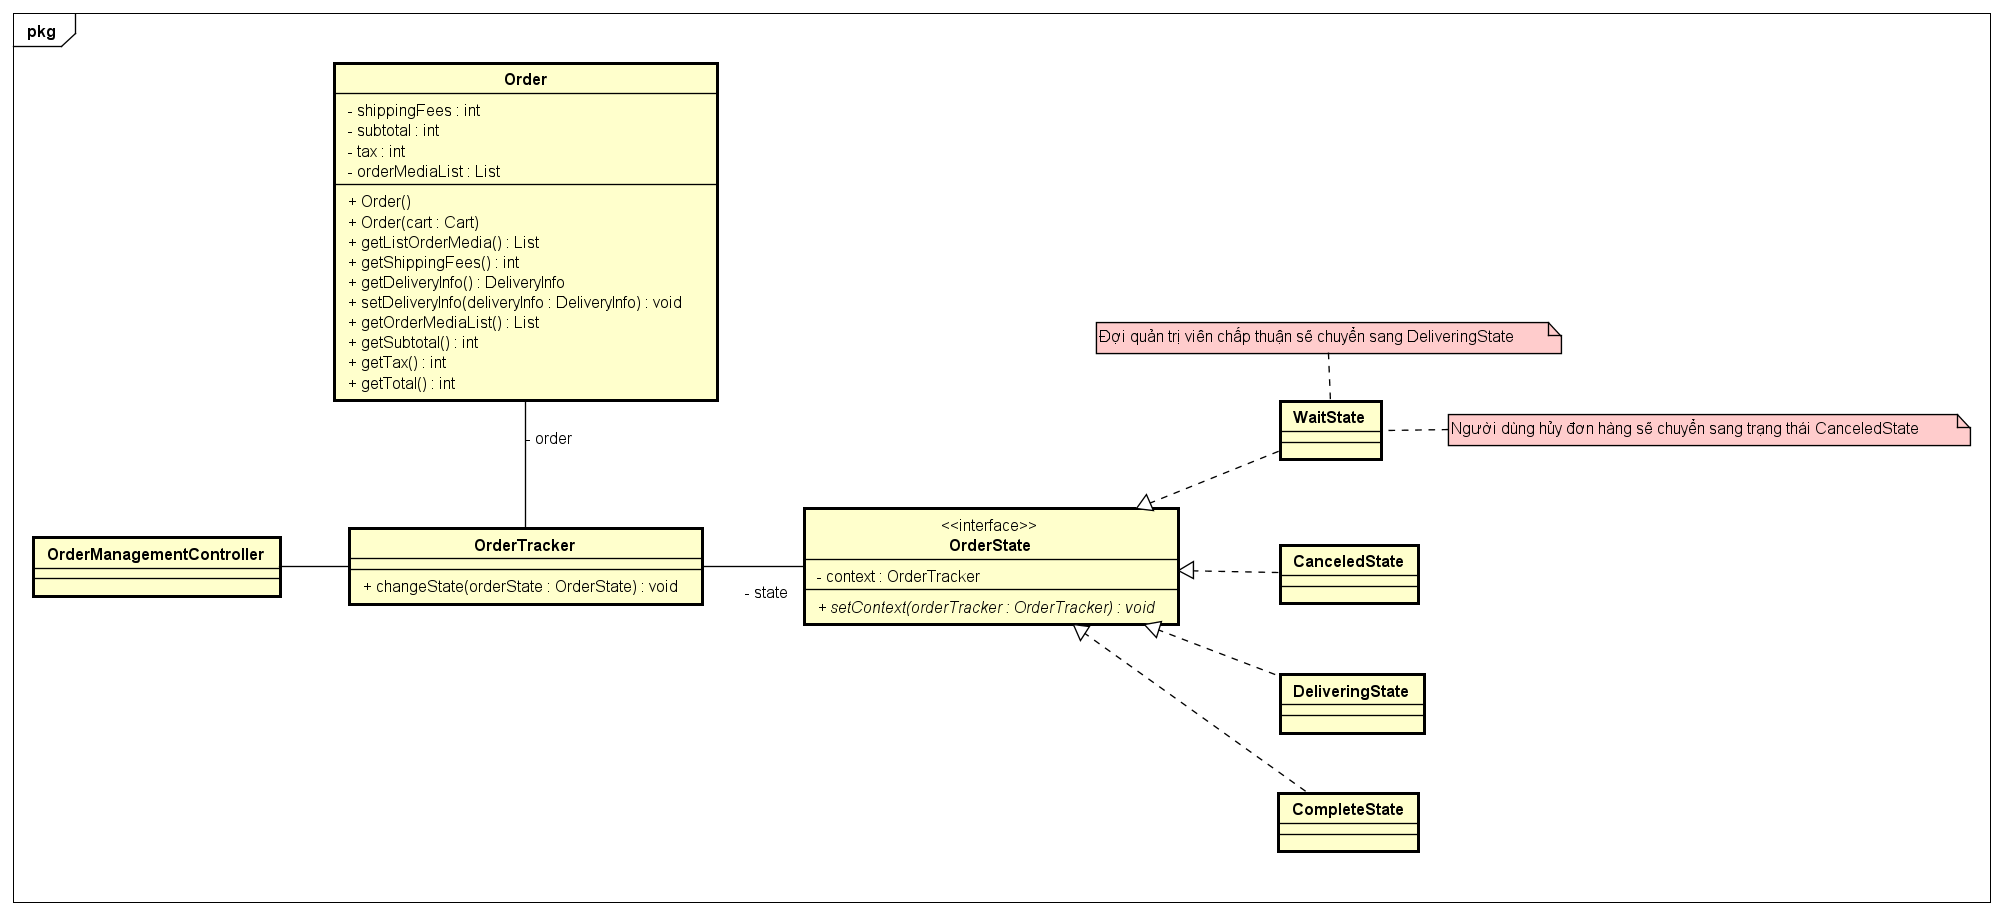 pkg
Order
- shippingFees : int
- subtotal : int
- tax : int
- orderMediaList : List
+ Order()
+ Order(cart : Cart)
+ getListOrderMedia() : List
+ getShippingFees() : int
+ getDeliveryInfo() : DeliveryInfo
+ setDeliveryInfo(deliveryInfo : DeliveryInfo) : void
+ getOrderMediaList() : List
+ getSubtotal() : int
+ getTax() : int
+ getTotal() : int
Đợi quản trị viên chấp thuận sẽ chuyển sang DeliveringState
WaitState
Người dùng hủy đơn hàng sẽ chuyển sang trạng thái CanceledState
- order
OrderManagementController
OrderTracker
+ changeState(orderState : OrderState) : void
- state
<<interface>>
OrderState
- context : OrderTracker
+ setContext(orderTracker : OrderTracker) : void
CanceledState
DeliveringState
CompleteState